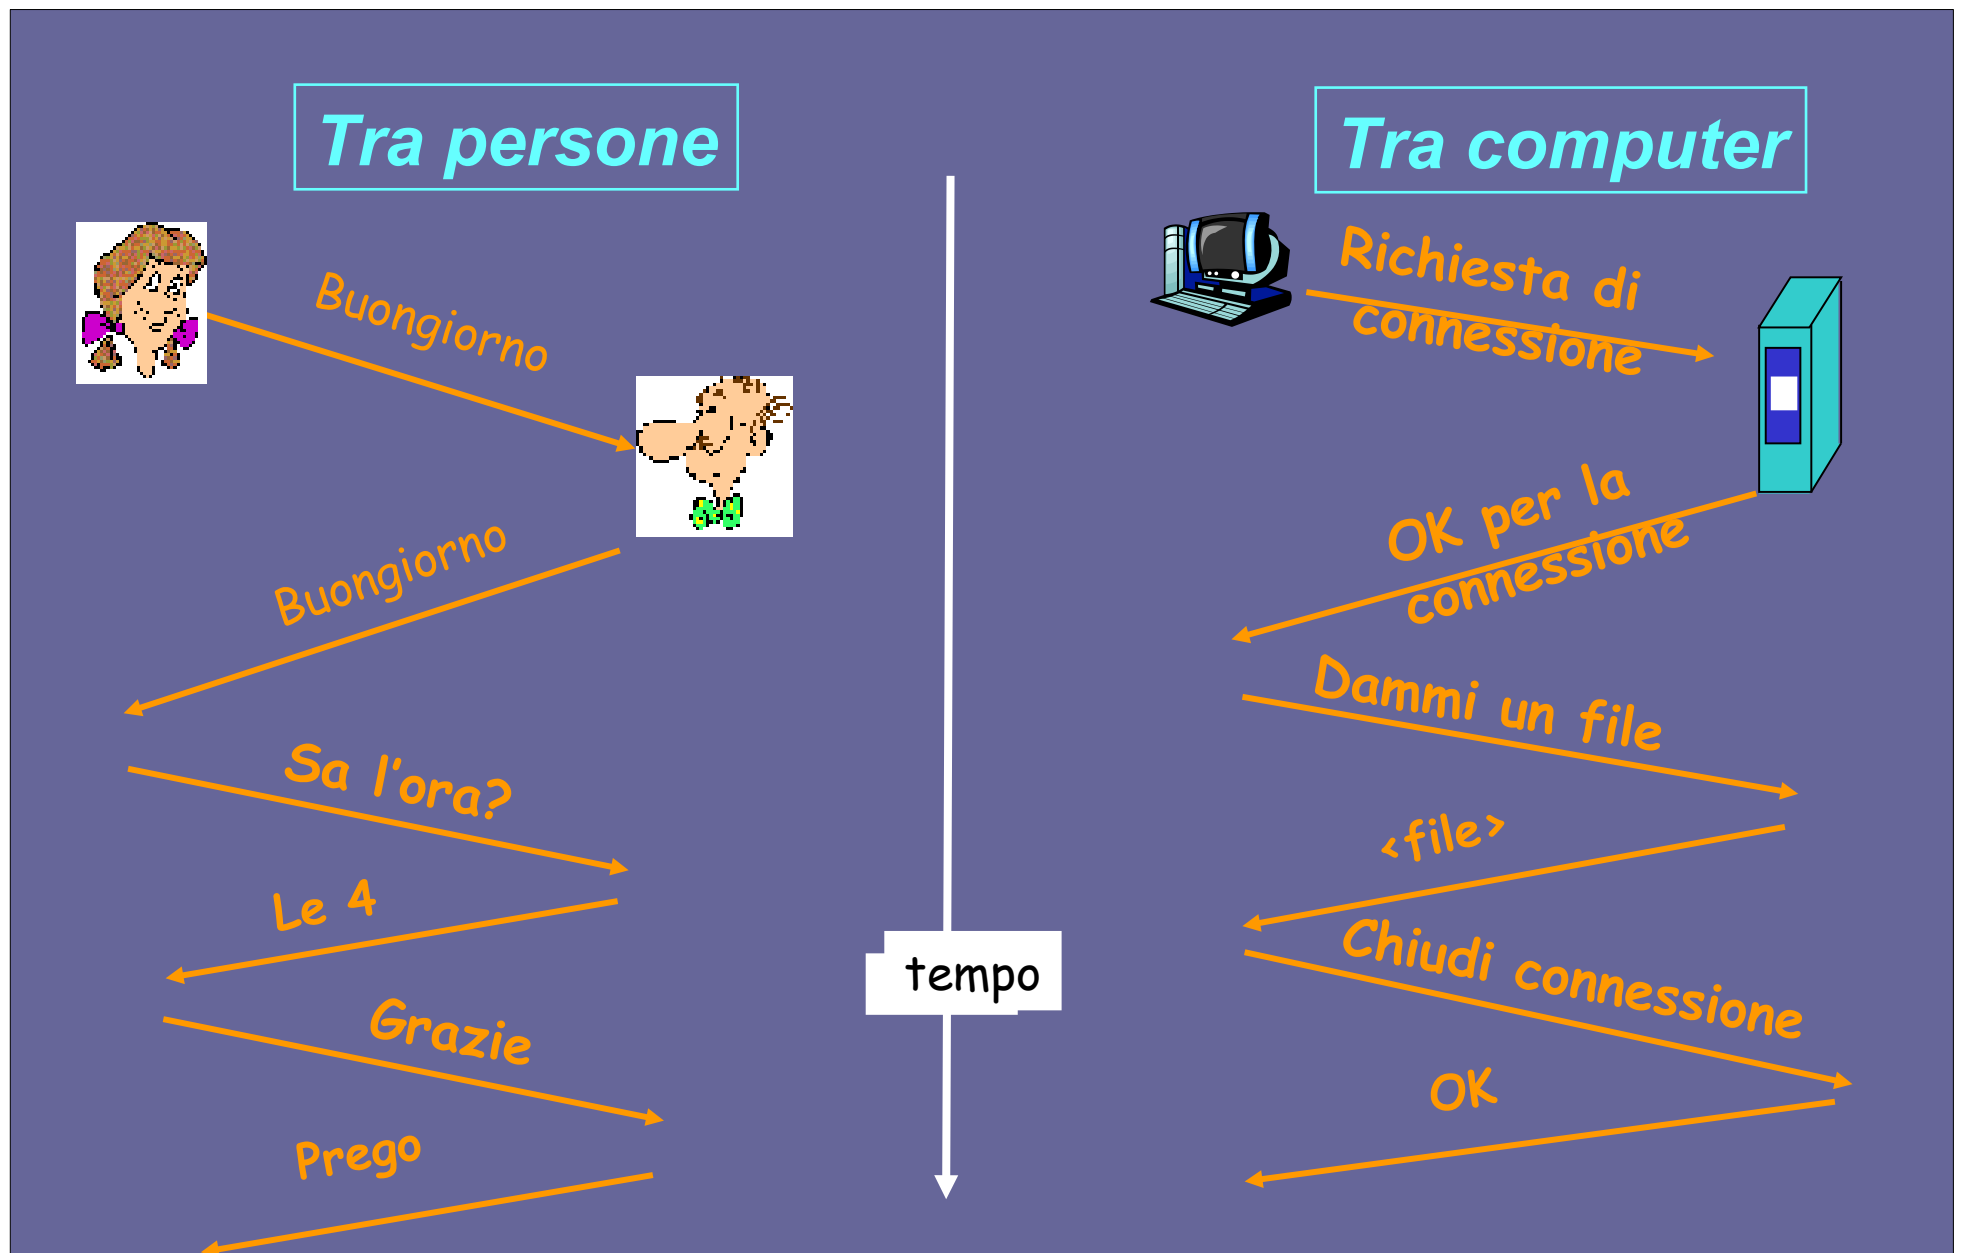 Tra persone
Buongiorno
Buongiorno
Sa l'ora?
Le 4
Grazie
Prego
tempo
Tra computer
Richiesta di
connessione
OK per la
connessione
Dammi un file
<file>
Chiudi connessione
OK